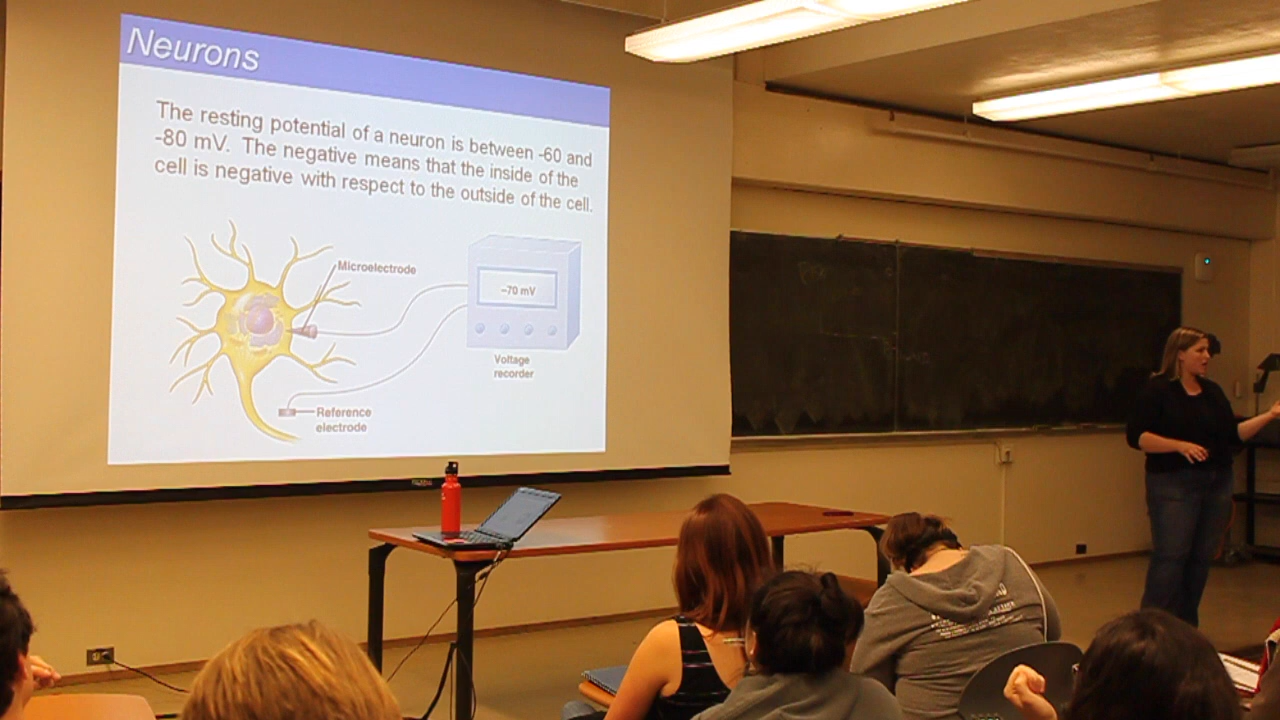 Neurons
The resting potential of a neuron is between -60 and
-80 mV. The negative means that the inside of the
cell is negative with respect to the outside of the cell.
Microelectrode
–70 mV
Voltage
recorder
Reference
electrode